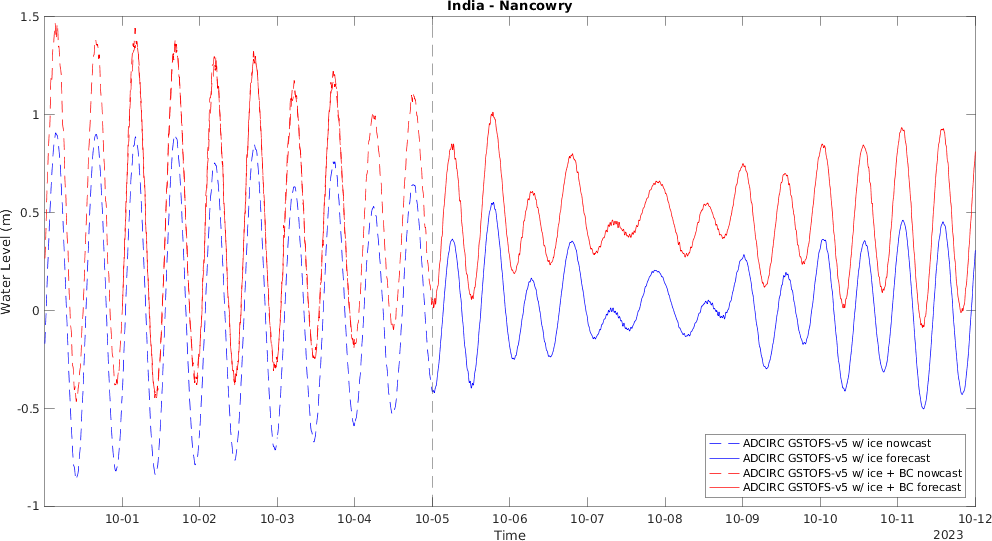 India - Nancowry
Water Level (m)
1.5
1
0.5
0
-0.5
-1
10-01 10-02 10-03 10-04 10-05 10-06 10-07 10-08 10-09 10-10 10-11 10-12
Time
2023
ADCIRC GSTOFS-v5 w/ ice nowcast
ADCIRC GSTOFS-v5 w/ ice forecast
ADCIRC GSTOFS-v5 w/ ice + BC nowcast
ADCIRC GSTOFS-v5 w/ ice + BC forecast